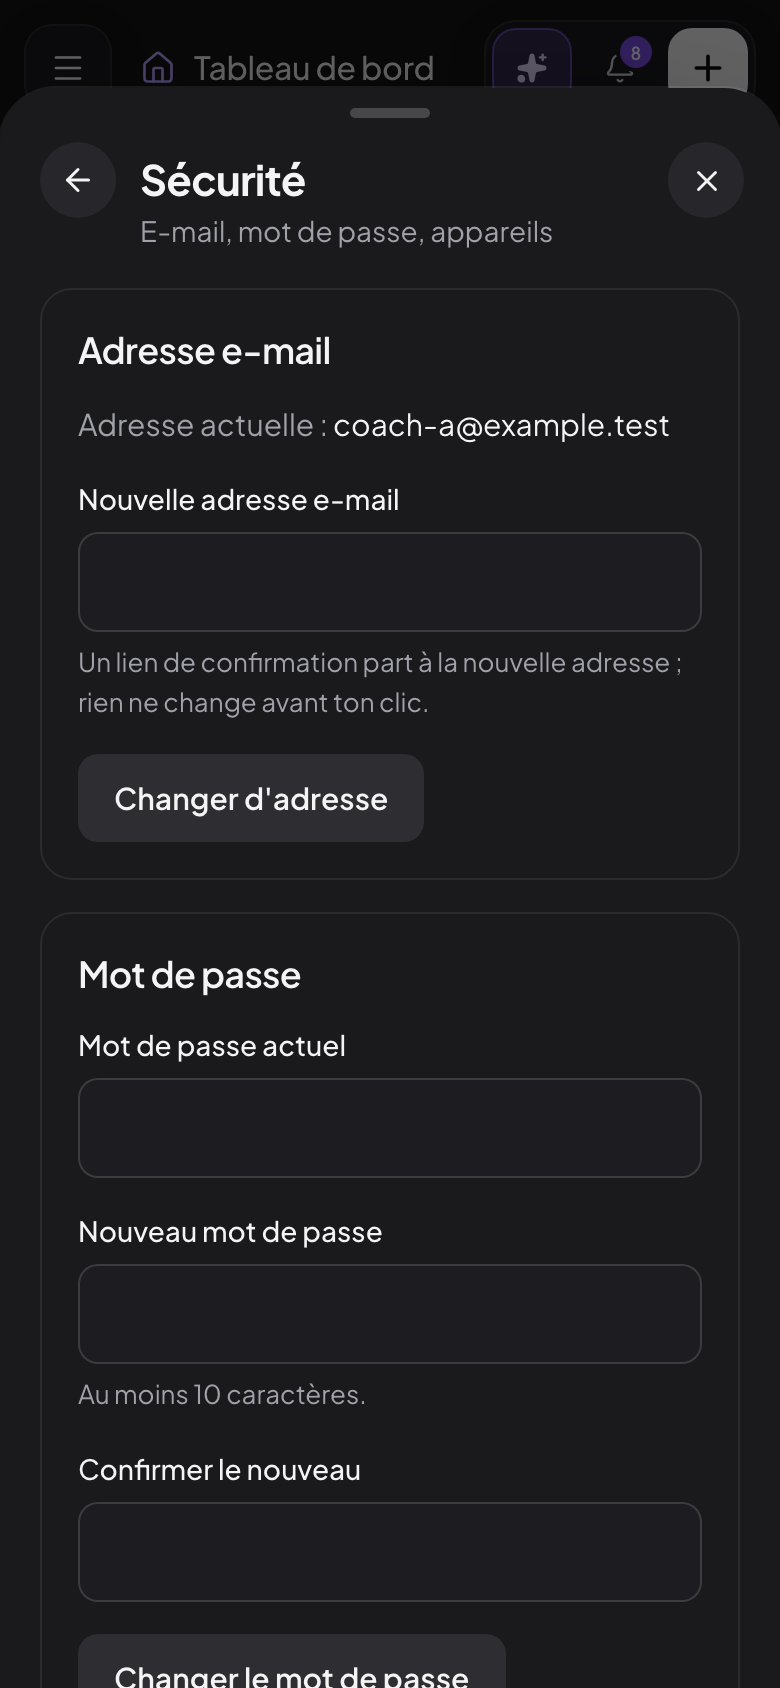 Tableau de bord
8
Sécurité
E-mail, mot de passe, appareils
Adresse e-mail
Adresse actuelle : coach-a@example.test
Nouvelle adresse e-mail
Un lien de confirmation part à la nouvelle adresse ;
rien ne change avant ton clic.
Changer d'adresse
Mot de passe
Mot de passe actuel
Nouveau mot de passe
Au moins 10 caractères.
Confirmer le nouveau
Changer le mot de passe